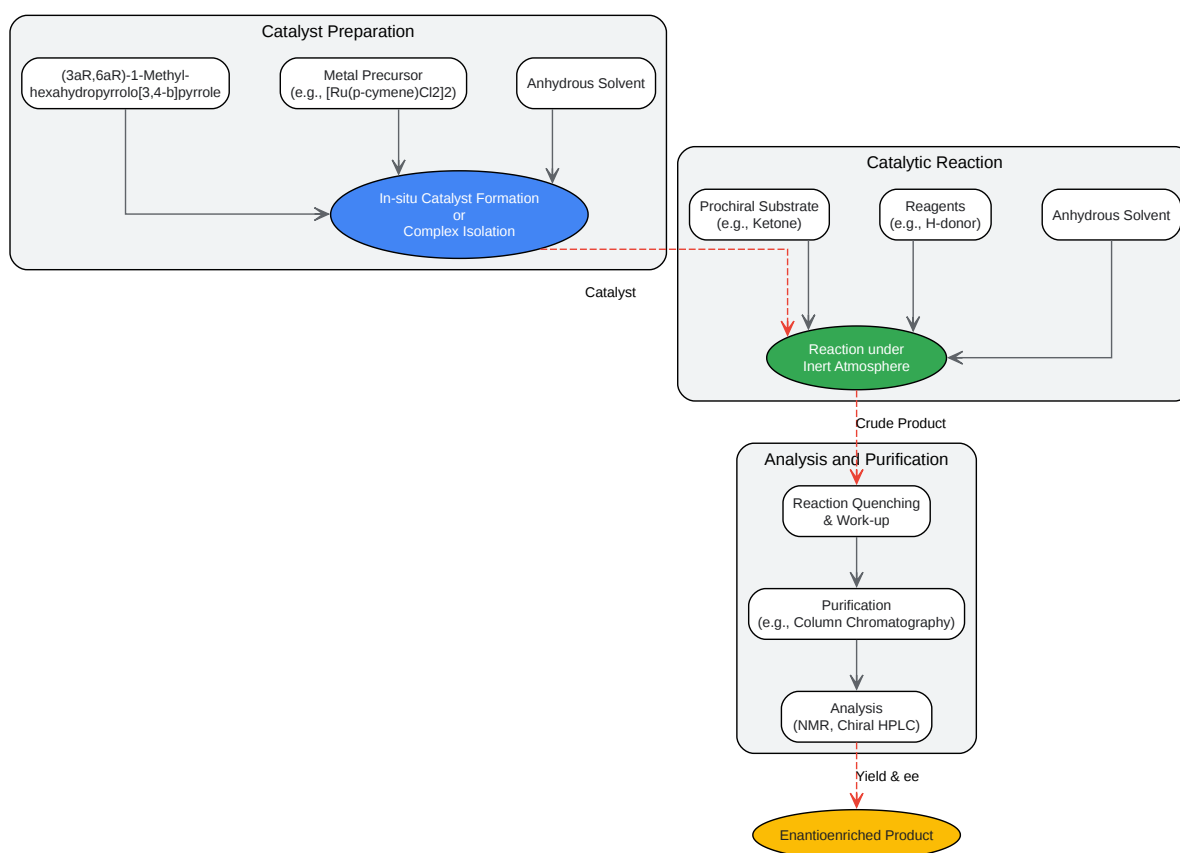 Catalyst Preparation
(3aR,6aR)-1-Methyl-
hexahydropyrrolo[3,4-b]pyrrole
Metal Precursor
(e.g., [Ru(p-cymene)Cl2]2)
Anhydrous Solvent
In-situ Catalyst Formation
or
Complex Isolation
Catalyst
Catalytic Reaction
Prochiral Substrate
(e.g., Ketone)
Reagents
(e.g., H-donor)
Anhydrous Solvent
Reaction under
Inert Atmosphere
Crude Product
Analysis and Purification
Reaction Quenching
& Work-up
Purification
(e.g., Column Chromatography)
Analysis
(NMR, Chiral HPLC)
Yield & ee
Enantioenriched Product